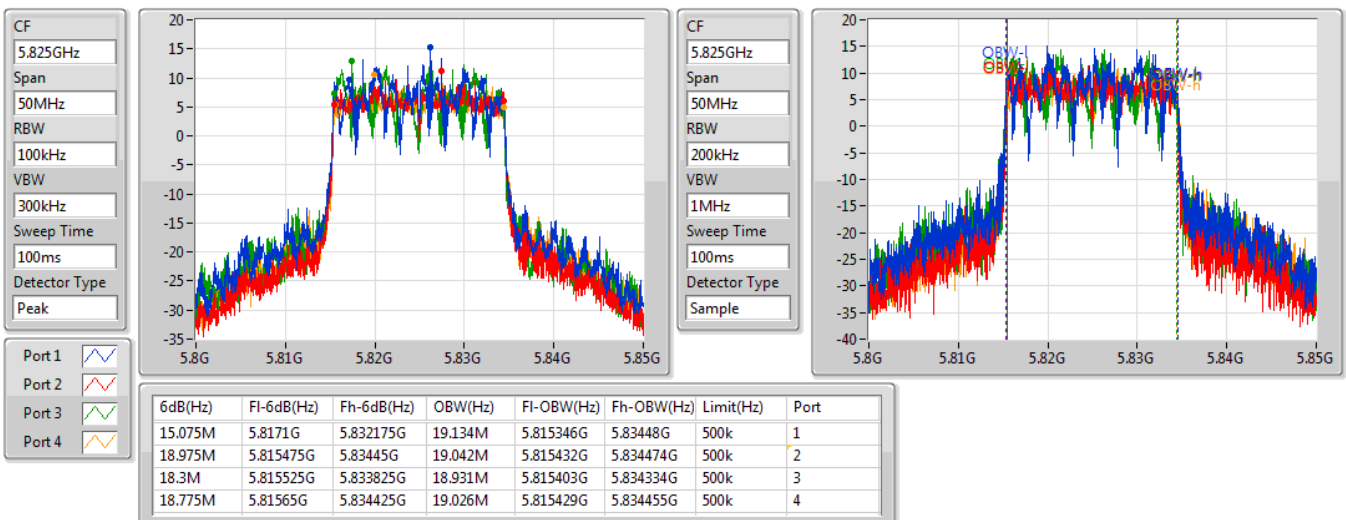 CF
5.825GHz
Span
50MHz
RBW
100kHz
VBW
300kHz
Sweep Time
100ms
Detector Type
Peak
20
15
10
5
0
-5
-10
-15
-20
-25
-30
-35
5.8G 5.81G 5.82G 5.83G 5.84G 5.85G
CF
5.825GHz
Span
50MHz
RBW
200kHz
VBW
1MHz
Sweep Time
100ms
Detector Type
Sample
20
15
10
5
0
-5
-10
-15
-20
-25
-30
-35
-40
OBW-l
OBW-h
OBW-h
5.8G 5.81G 5.82G 5.83G 5.84G 5.85G
Port 1
Port 2
Port 3
Port 4
6dB(Hz) Fl-6dB(Hz) Fh-6dB(Hz) OBW(Hz) Fl-OBW(Hz) Fh-OBW(Hz) Limit(Hz) Port
15.075M 5.8171G 5.832175G 19.134M 5.815346G 5.83448G 500k 1
18.975M 5.815475G 5.83445G 19.042M 5.815432G 5.834474G 500k 2
18.3M 5.815525G 5.833825G 18.931M 5.815403G 5.834334G 500k 3
18.775M 5.81565G 5.834425G 19.026M 5.815429G 5.834455G 500k 4